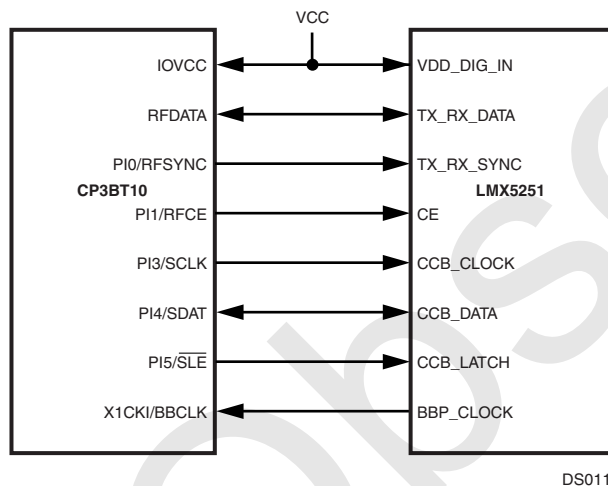 VCC
IOVCC VDD_DIG_IN
RFDATA TX_RX_DATA
PI0/RFSYNC TX_RX_SYNC
CP3BT10 LMX5251
PI1/RFCE CE
PI3/SCLK CCB_CLOCK
PI4/SDAT CCB_DATA
PI5/SLE CCB_LATCH
X1CKI/BBCLK BBP_CLOCK
DS011